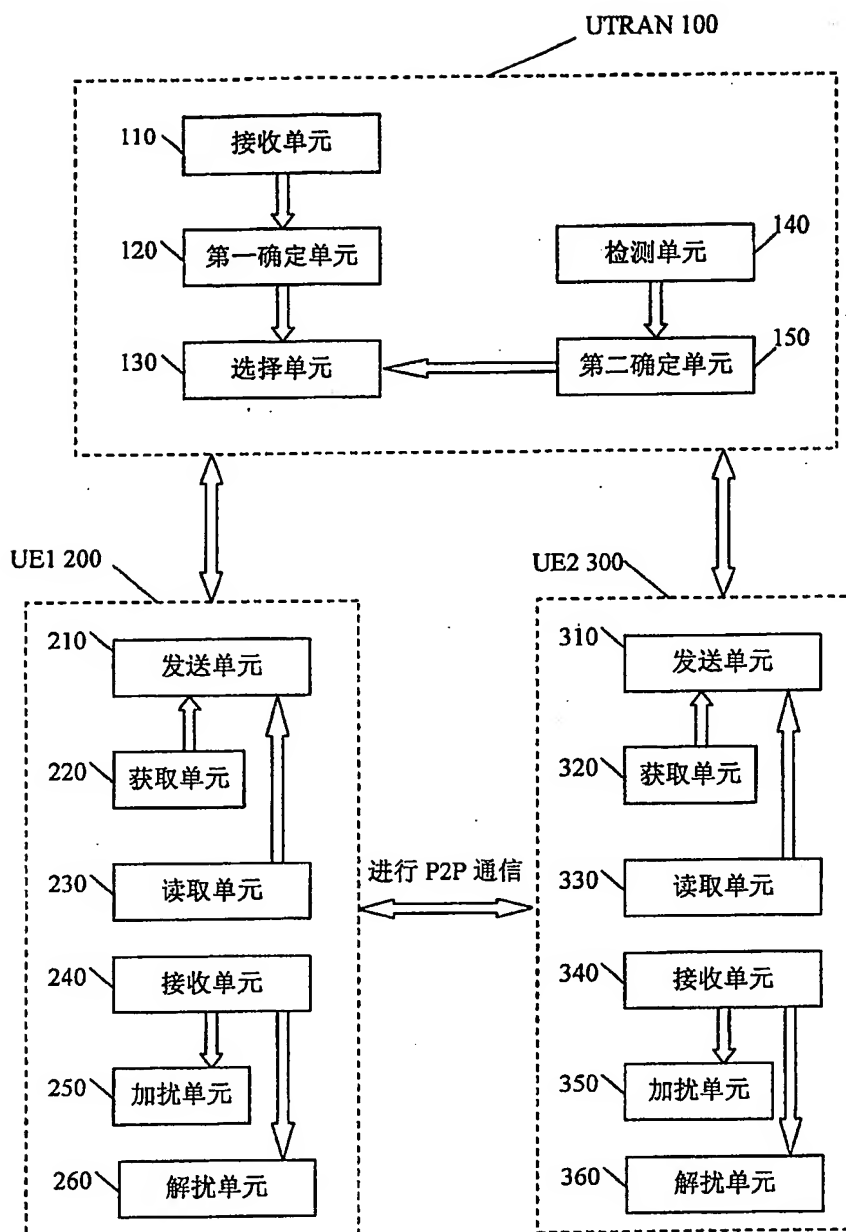 UTRAN 100
110
接收单元
120
第一确定单元
140
检测单元
130
选择单元
150
第二确定单元
UE1 200
210
发送单元
220
获取单元
230
读取单元
240
接收单元
250
加扰单元
260
解扰单元
进行 P2P 通信
UE2 300
310
发送单元
320
获取单元
330
读取单元
340
接收单元
350
加扰单元
360
解扰单元